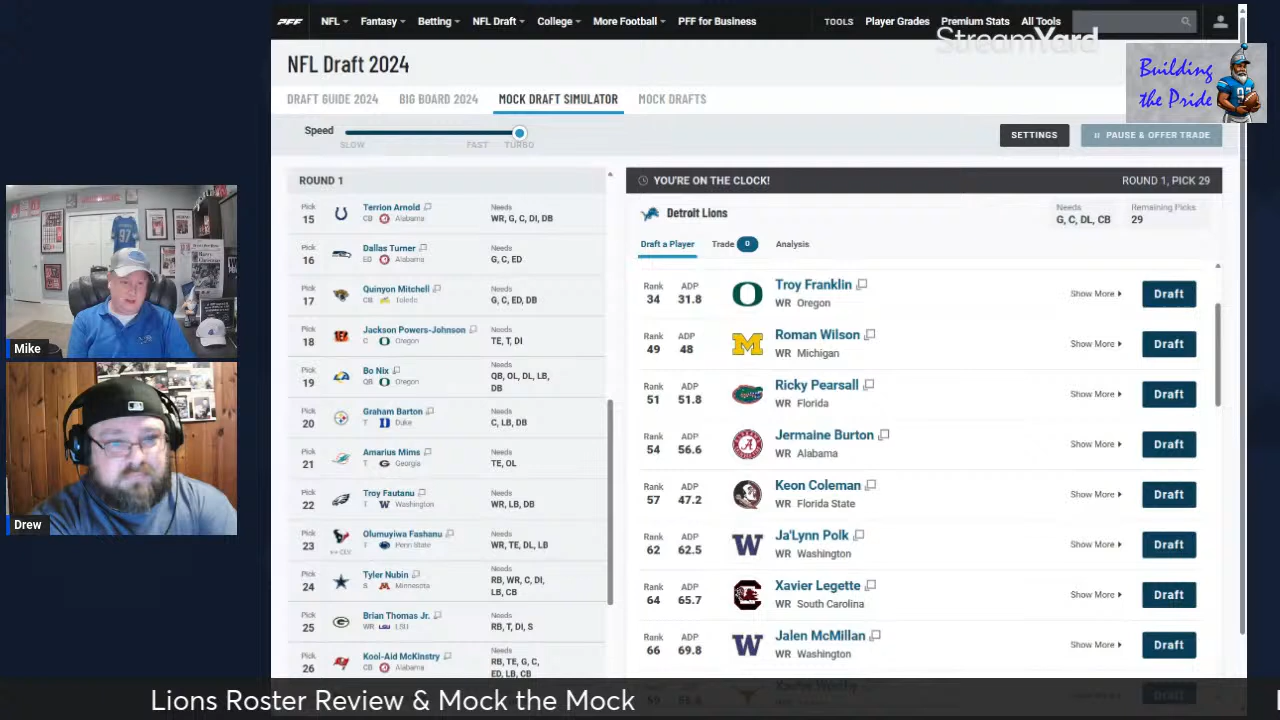 PFF NFL Fantasy Betting NFL Draft College More Football PFF for Business TOOLS Player Grades Premium Stats All Tools
StreamYard
Building
the Pride
NFL Draft 2024
DRAFT GUIDE 2024 BIG BOARD 2024 MOCK DRAFT SIMULATOR MOCK DRAFTS
Speed
SLOW FAST TURBO
SETTINGS
PAUSE & OFFER TRADE
ROUND 1
Pick 15 Terrion Arnold CB Alabama Needs WR, G, C, DI, DB
Pick 16 Dallas Turner ED Alabama Needs G, C, ED
Pick 17 Quinyon Mitchell CB Toledo Needs G, C, ED, DB
Pick 18 Jackson Powers-Johnson C Oregon Needs TE, T, DI
Pick 19 Bo Nix QB Oregon Needs QB, OL, DL, LB, DB
Pick 20 Graham Barton T Duke Needs C, LB, DB
Pick 21 Amarius Mims T Georgia Needs TE, OL
Pick 22 Troy Fautanu T Washington Needs WR, LB, DB
Pick 23 Olumuyiwa Fashanu T Penn State Needs WR, TE, DL, LB
Pick 24 Tyler Nubin S Minnesota Needs RB, WR, C, DI, LB, CB
Pick 25 Brian Thomas Jr. WR LSU Needs RB, T, DI, S
Pick 26 Kool-Aid McKinstry CB Alabama Needs RB, TE, G, C, ED, LB, CB
YOU'RE ON THE CLOCK! ROUND 1, PICK 29
Detroit Lions
Needs G, C, DL, CB
Remaining Picks 29
Draft a Player Trade 0 Analysis
Rank 34 ADP 31.8 Troy Franklin WR Oregon Show More Draft
Rank 49 ADP 48 Roman Wilson WR Michigan Show More Draft
Rank 51 ADP 51.8 Ricky Pearsall WR Florida Show More Draft
Rank 54 ADP 56.6 Jermaine Burton WR Alabama Show More Draft
Rank 57 ADP 47.2 Keon Coleman WR Florida State Show More Draft
Rank 62 ADP 62.5 Ja'Lynn Polk WR Washington Show More Draft
Rank 64 ADP 65.7 Xavier Legette WR South Carolina Show More Draft
Rank 66 ADP 69.8 Jalen McMillan WR Washington Show More Draft
Mike
Drew
Lions Roster Review & Mock the Mock